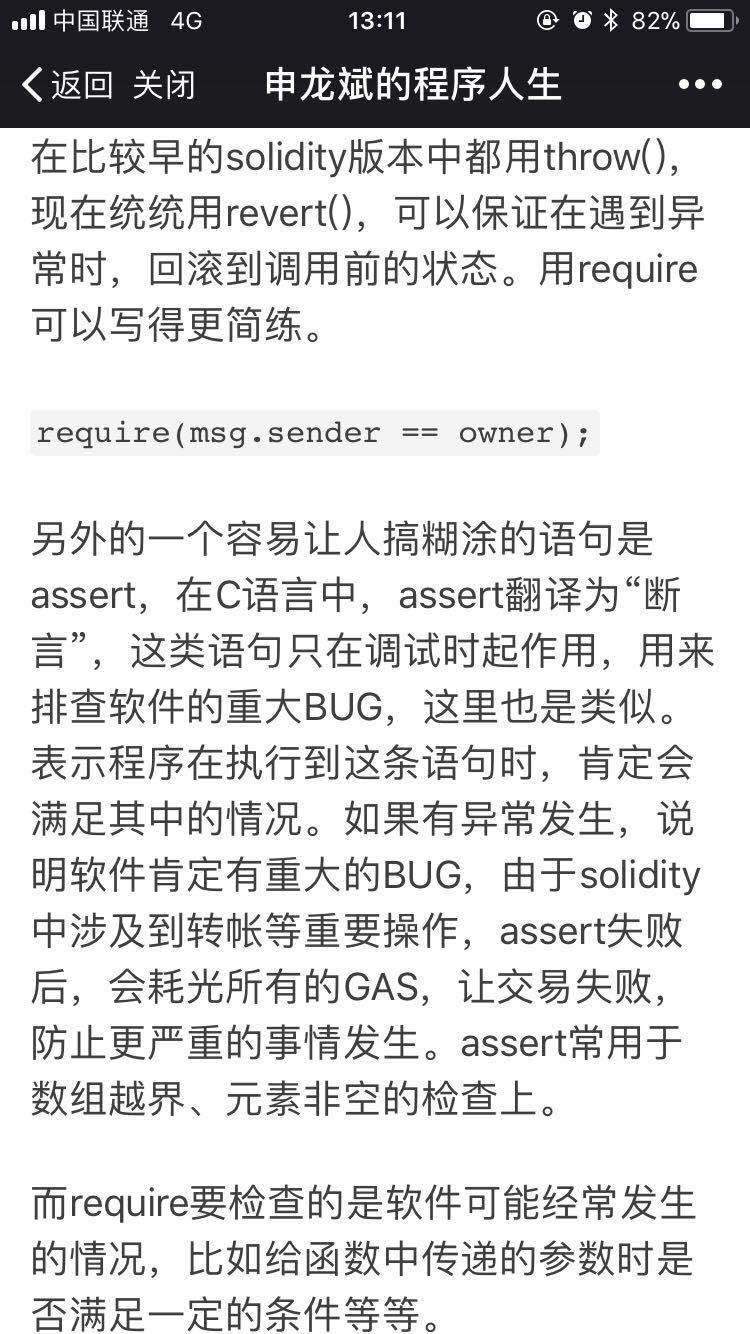 中国联通 4G 13:11 82%
返回 关闭 申龙斌的程序人生
在比较早的solidity版本中都用throw(),
现在统统用revert()，可以保证在遇到异
常时，回滚到调用前的状态。用require
可以写得更简练。
require(msg.sender == owner);
另外的一个容易让人搞糊涂的语句是
assert，在C语言中，assert翻译为“断
言”，这类语句只在调试时起作用，用来
排查软件的重大BUG，这里也是类似。
表示程序在执行到这条语句时，肯定会
满足其中的情况。如果有异常发生，说
明软件肯定有重大的BUG，由于solidity
中涉及到转帐等重要操作，assert失败
后，会耗光所有的GAS，让交易失败，
防止更严重的事情发生。assert常用于
数组越界、元素非空的检查上。
而require要检查的是软件可能经常发生
的情况，比如给函数中传递的参数时是
否满足一定的条件等等。